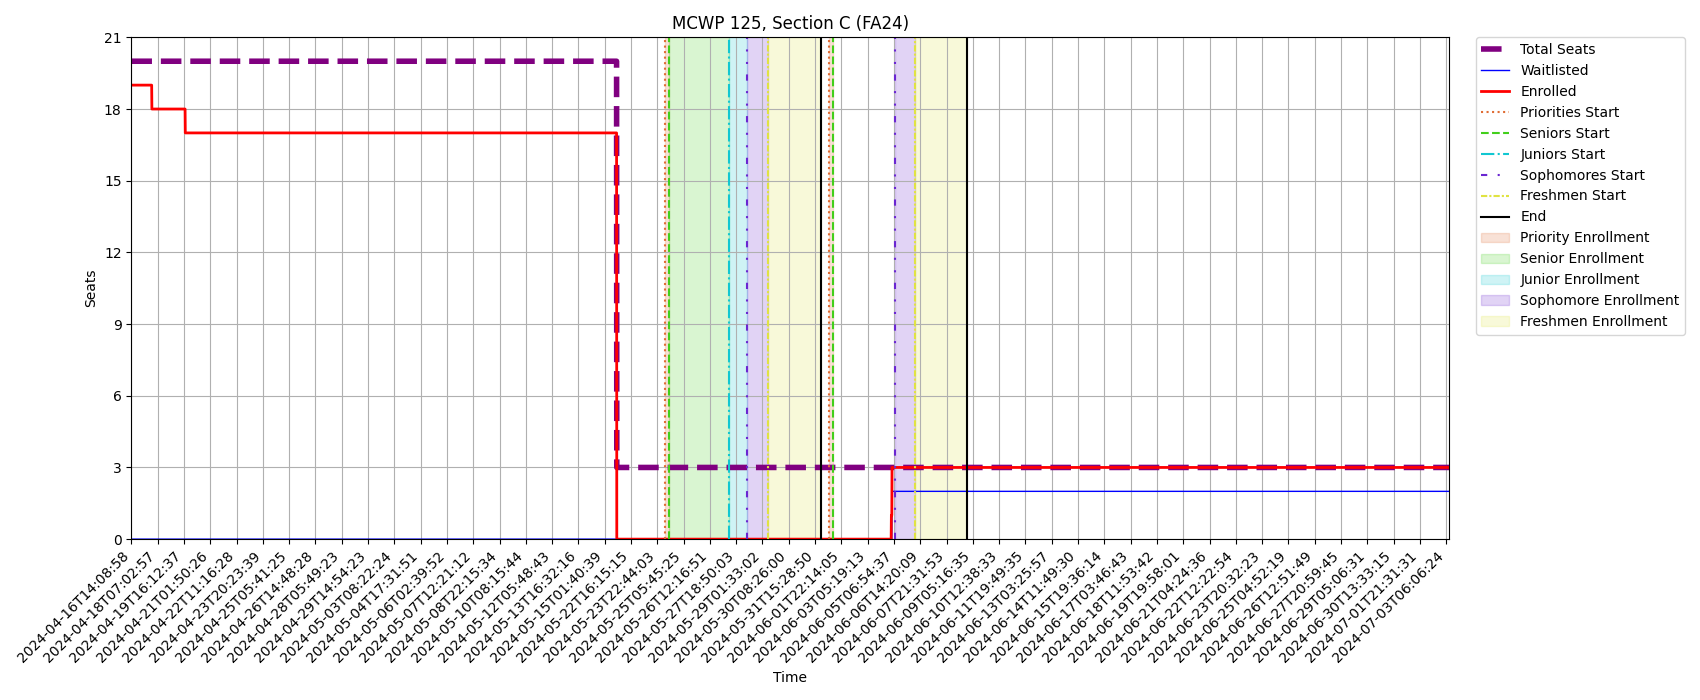 MCWP 125, Section C (FA24)
21
18
15
12
9
6
3
0
Seats
2024-04-16T14:08:58
2024-04-18T07:02:57
2024-04-19T16:12:37
2024-04-21T01:50:26
2024-04-22T11:16:28
2024-04-23T20:23:39
2024-04-25T05:41:25
2024-04-26T14:48:28
2024-04-28T05:49:23
2024-04-29T14:54:23
2024-05-03T08:22:24
2024-05-04T17:31:51
2024-05-06T02:39:52
2024-05-07T12:21:12
2024-05-08T22:15:34
2024-05-10T08:15:44
2024-05-12T05:48:43
2024-05-13T16:32:16
2024-05-15T01:40:39
2024-05-22T16:15:15
2024-05-23T22:44:03
2024-05-25T05:45:25
2024-05-26T12:16:51
2024-05-27T18:50:03
2024-05-29T01:33:02
2024-05-30T08:26:00
2024-05-31T15:28:50
2024-06-01T22:14:05
2024-06-03T05:19:13
2024-06-05T06:54:37
2024-06-06T14:20:09
2024-06-07T21:31:53
2024-06-09T05:16:35
2024-06-10T12:38:33
2024-06-11T19:49:35
2024-06-13T03:25:57
2024-06-14T11:49:30
2024-06-15T19:36:14
2024-06-17T03:46:43
2024-06-18T11:53:42
2024-06-19T19:58:01
2024-06-21T04:24:36
2024-06-22T12:22:54
2024-06-23T20:32:23
2024-06-25T04:52:19
2024-06-26T12:51:49
2024-06-27T20:59:45
2024-06-29T05:06:31
2024-06-30T13:33:15
2024-07-01T21:31:31
2024-07-03T06:06:24
Time
Total Seats
Waitlisted
Enrolled
Priorities Start
Seniors Start
Juniors Start
Sophomores Start
Freshmen Start
End
Priority Enrollment
Senior Enrollment
Junior Enrollment
Sophomore Enrollment
Freshmen Enrollment